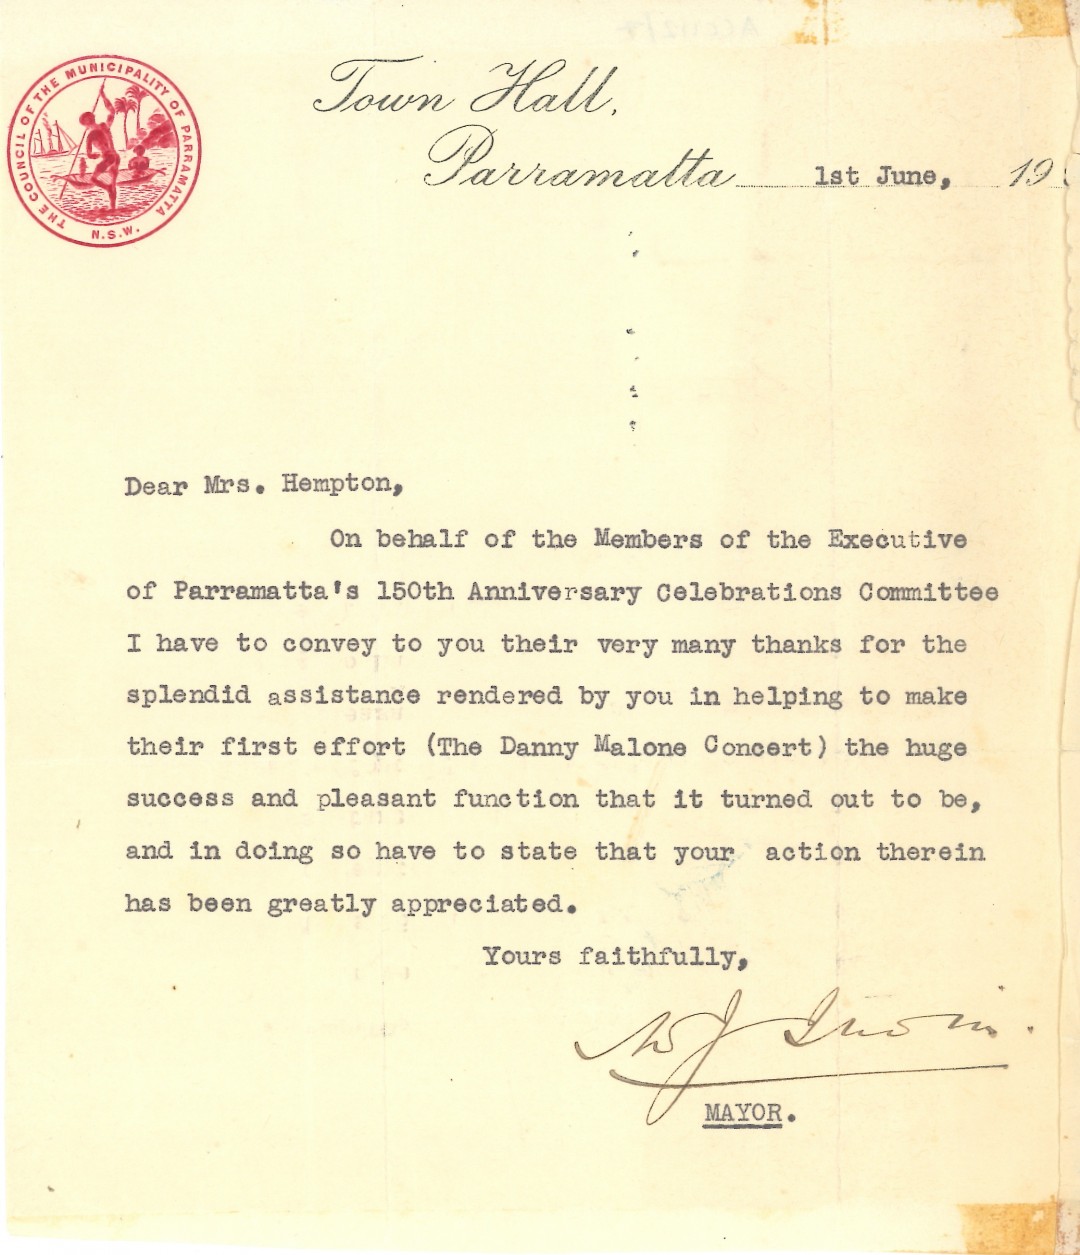 THE COUNCIL OF THE MUNICIPALITY OF PARRAMATTA
N.S.W.
Town Hall,
Parramatta 1st June, 19
Dear Mrs. Hempton,
On behalf of the Members of the Executive
of Parramatta's 150th Anniversary Celebrations Committee
I have to convey to you their very many thanks for the
splendid assistance rendered by you in helping to make
their first effort (The Danny Malone Concert) the huge
success and pleasant function that it turned out to be,
and in doing so have to state that your action therein
has been greatly appreciated.
Yours faithfully,
W J Irwin.
MAYOR.